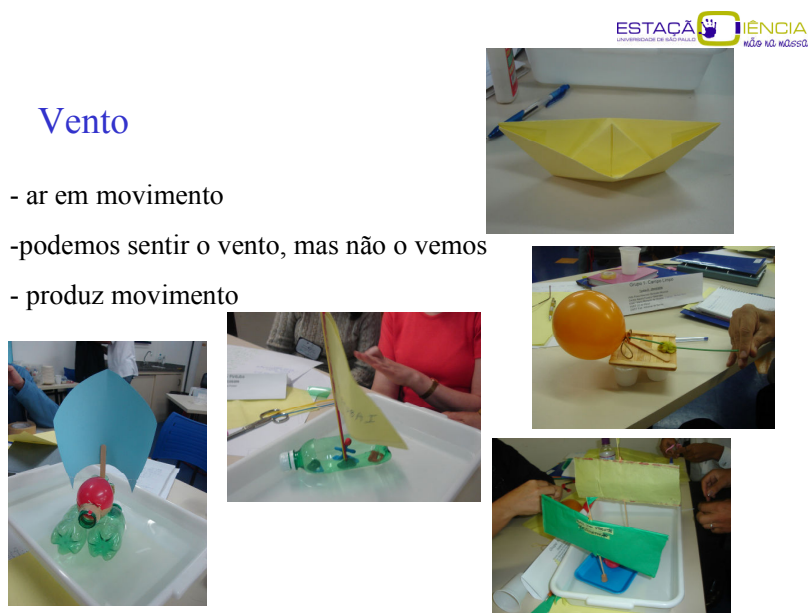 ESTAÇÃO CIÊNCIA
UNIVERSIDADE DE SÃO PAULO
mão na massa
Vento
- ar em movimento
-podemos sentir o vento, mas não o vemos
- produz movimento